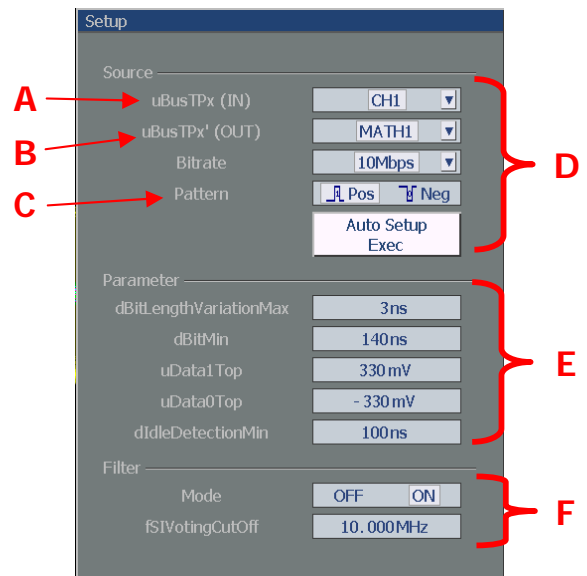 Setup
Source
A uBusTPx (IN) CH1
B uBusTPx' (OUT) MATH1
Bitrate 10Mbps
C Pattern Pos Neg
D
Auto Setup
Exec
Parameter
dBitLengthVariationMax 3ns
dBitMin 140ns
uData1Top 330mV
E
uData0Top -330mV
dIdleDetectionMin 100ns
Filter
Mode OFF ON
F
fSIVotingCutOff 10.000MHz